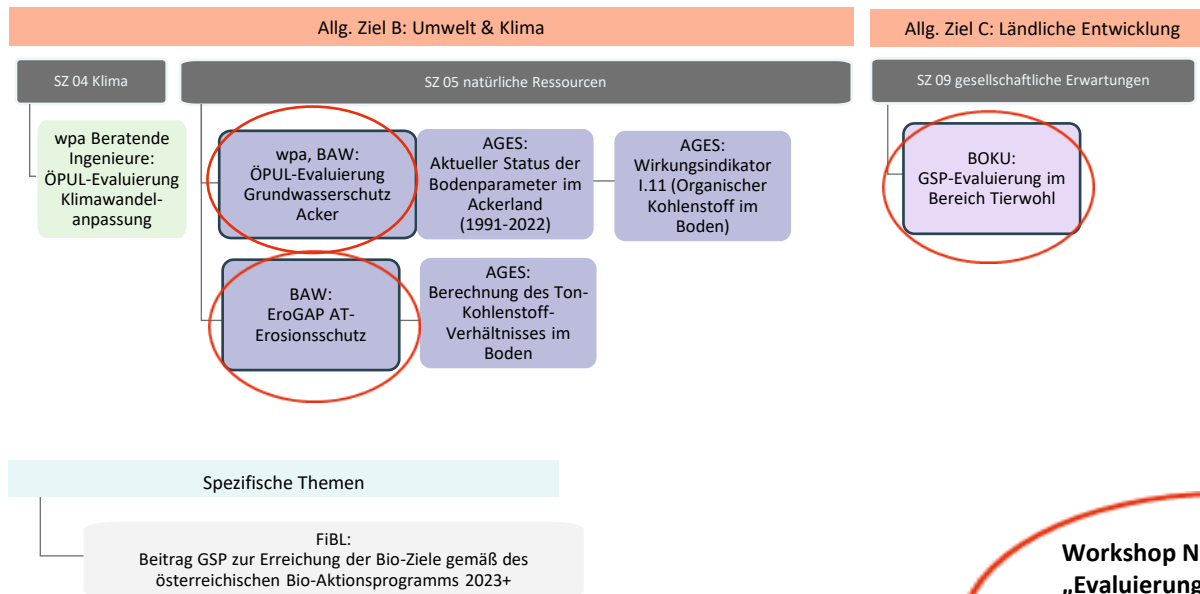 Allg. Ziel B: Umwelt & Klima
Allg. Ziel C: Ländliche Entwicklung
SZ 04 Klima
SZ 05 natürliche Ressourcen
SZ 09 gesellschaftliche Erwartungen
wpa Beratende
Ingenieure:
ÖPUL-Evaluierung
Klimawandel-
anpassung
wpa, BAW:
ÖPUL-Evaluierung
Grundwasserschutz
Acker
AGES:
Aktueller Status der
Bodenparameter im
Ackerland
(1991-2022)
AGES:
Wirkungsindikator
I.11 (Organischer
Kohlenstoff im
Boden)
BOKU:
GSP-Evaluierung im
Bereich Tierwohl
BAW:
EroGAP AT-
Erosionsschutz
AGES:
Berechnung des Ton-
Kohlenstoff-
Verhältnisses im
Boden
Spezifische Themen
FiBL:
Beitrag GSP zur Erreichung der Bio-Ziele gemäß des
österreichischen Bio-Aktionsprogramms 2023+
Workshop N
„Evaluierung